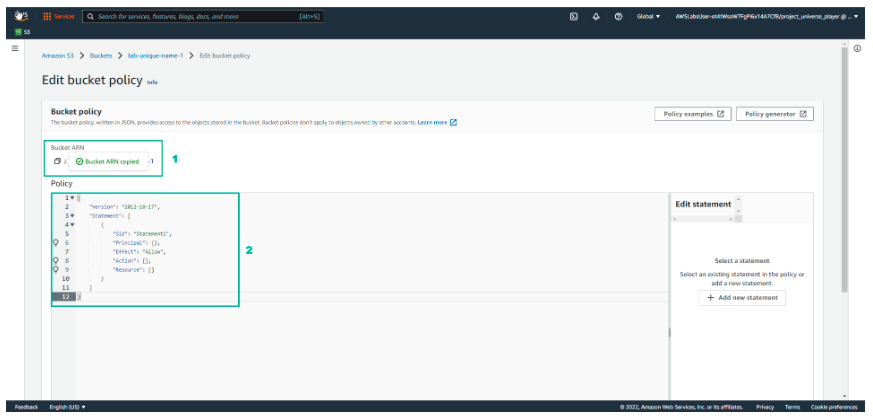 aws Services Search for services, features, blogs, docs, and more [Alt+S] Global ▼
S3
Amazon S3 > Buckets > lab-unique-name-1 > Edit bucket policy
Edit bucket policy Info
Bucket policy
The bucket policy, written in JSON, provides access to the objects stored in the bucket. Bucket policies don't apply to objects owned by other accounts. Learn more
Policy examples Policy generator
Bucket ARN
Bucket ARN copied -1
1
Policy
1 {
2 "Version": "2012-10-17",
3 "Statement": [
4 {
5 "Sid": "Statement1",
6 "Principal": {},
7 "Effect": "Allow",
8 "Action": [],
9 "Resource": []
10 }
11 ]
12 }
2
Edit statement
Select a statement
Select an existing statement in the policy or
add a new statement.
+ Add new statement
Feedback English (US) ▼ © 2022, Amazon Web Services, Inc. or its affiliates. Privacy Terms Cookie preferences